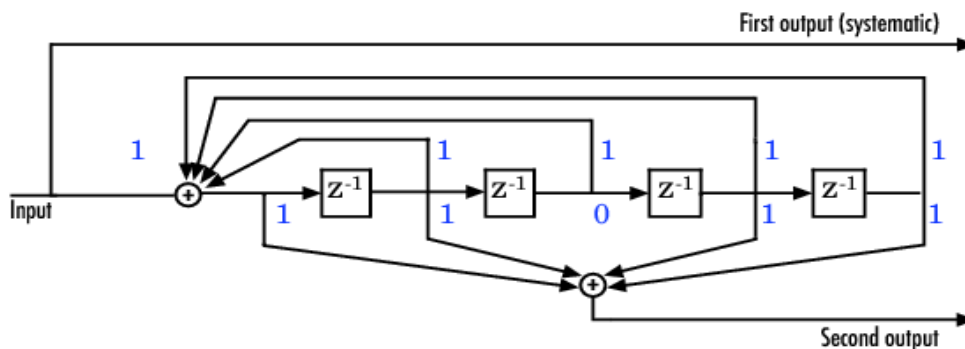 First output (systematic)
1 1 1 1 1
Input
z⁻¹ z⁻¹ z⁻¹ z⁻¹
1 1 0 1 1
Second output